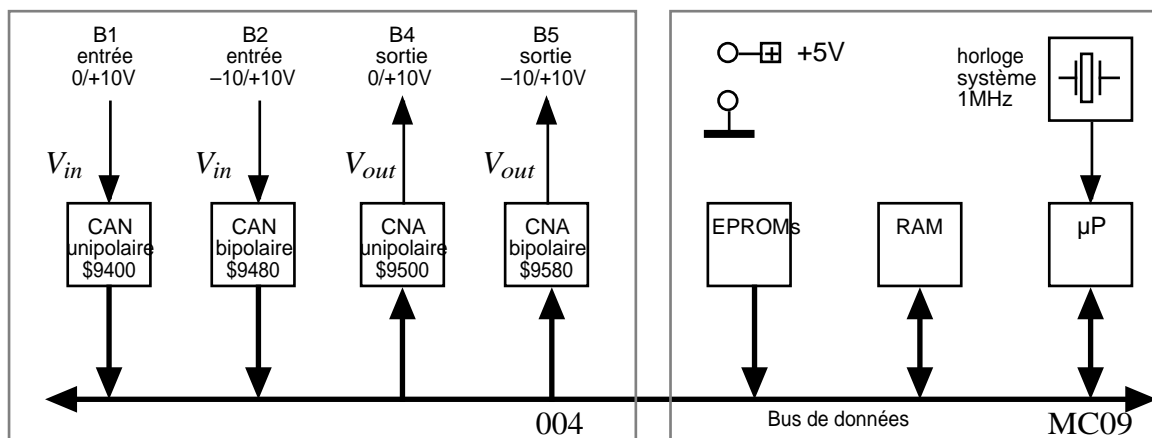 B1
entrée
0/+10V
B2
entrée
–10/+10V
B4
sortie
0/+10V
B5
sortie
–10/+10V
+5V
horloge
système
1MHz
Vin
Vin
Vout
Vout
CAN
unipolaire
$9400
CAN
bipolaire
$9480
CNA
unipolaire
$9500
CNA
bipolaire
$9580
EPROMs
RAM
µP
004
Bus de données
MC09